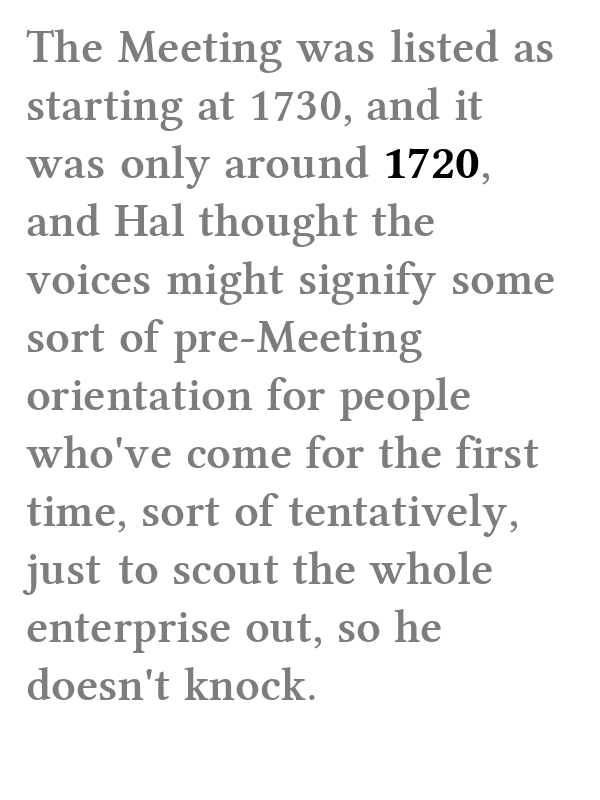 The Meeting was listed as
starting at 1730, and it
was only around 1720,
and Hal thought the
voices might signify some
sort of pre-Meeting
orientation for people
who've come for the first
time, sort of tentatively,
just to scout the whole
enterprise out, so he
doesn't knock.